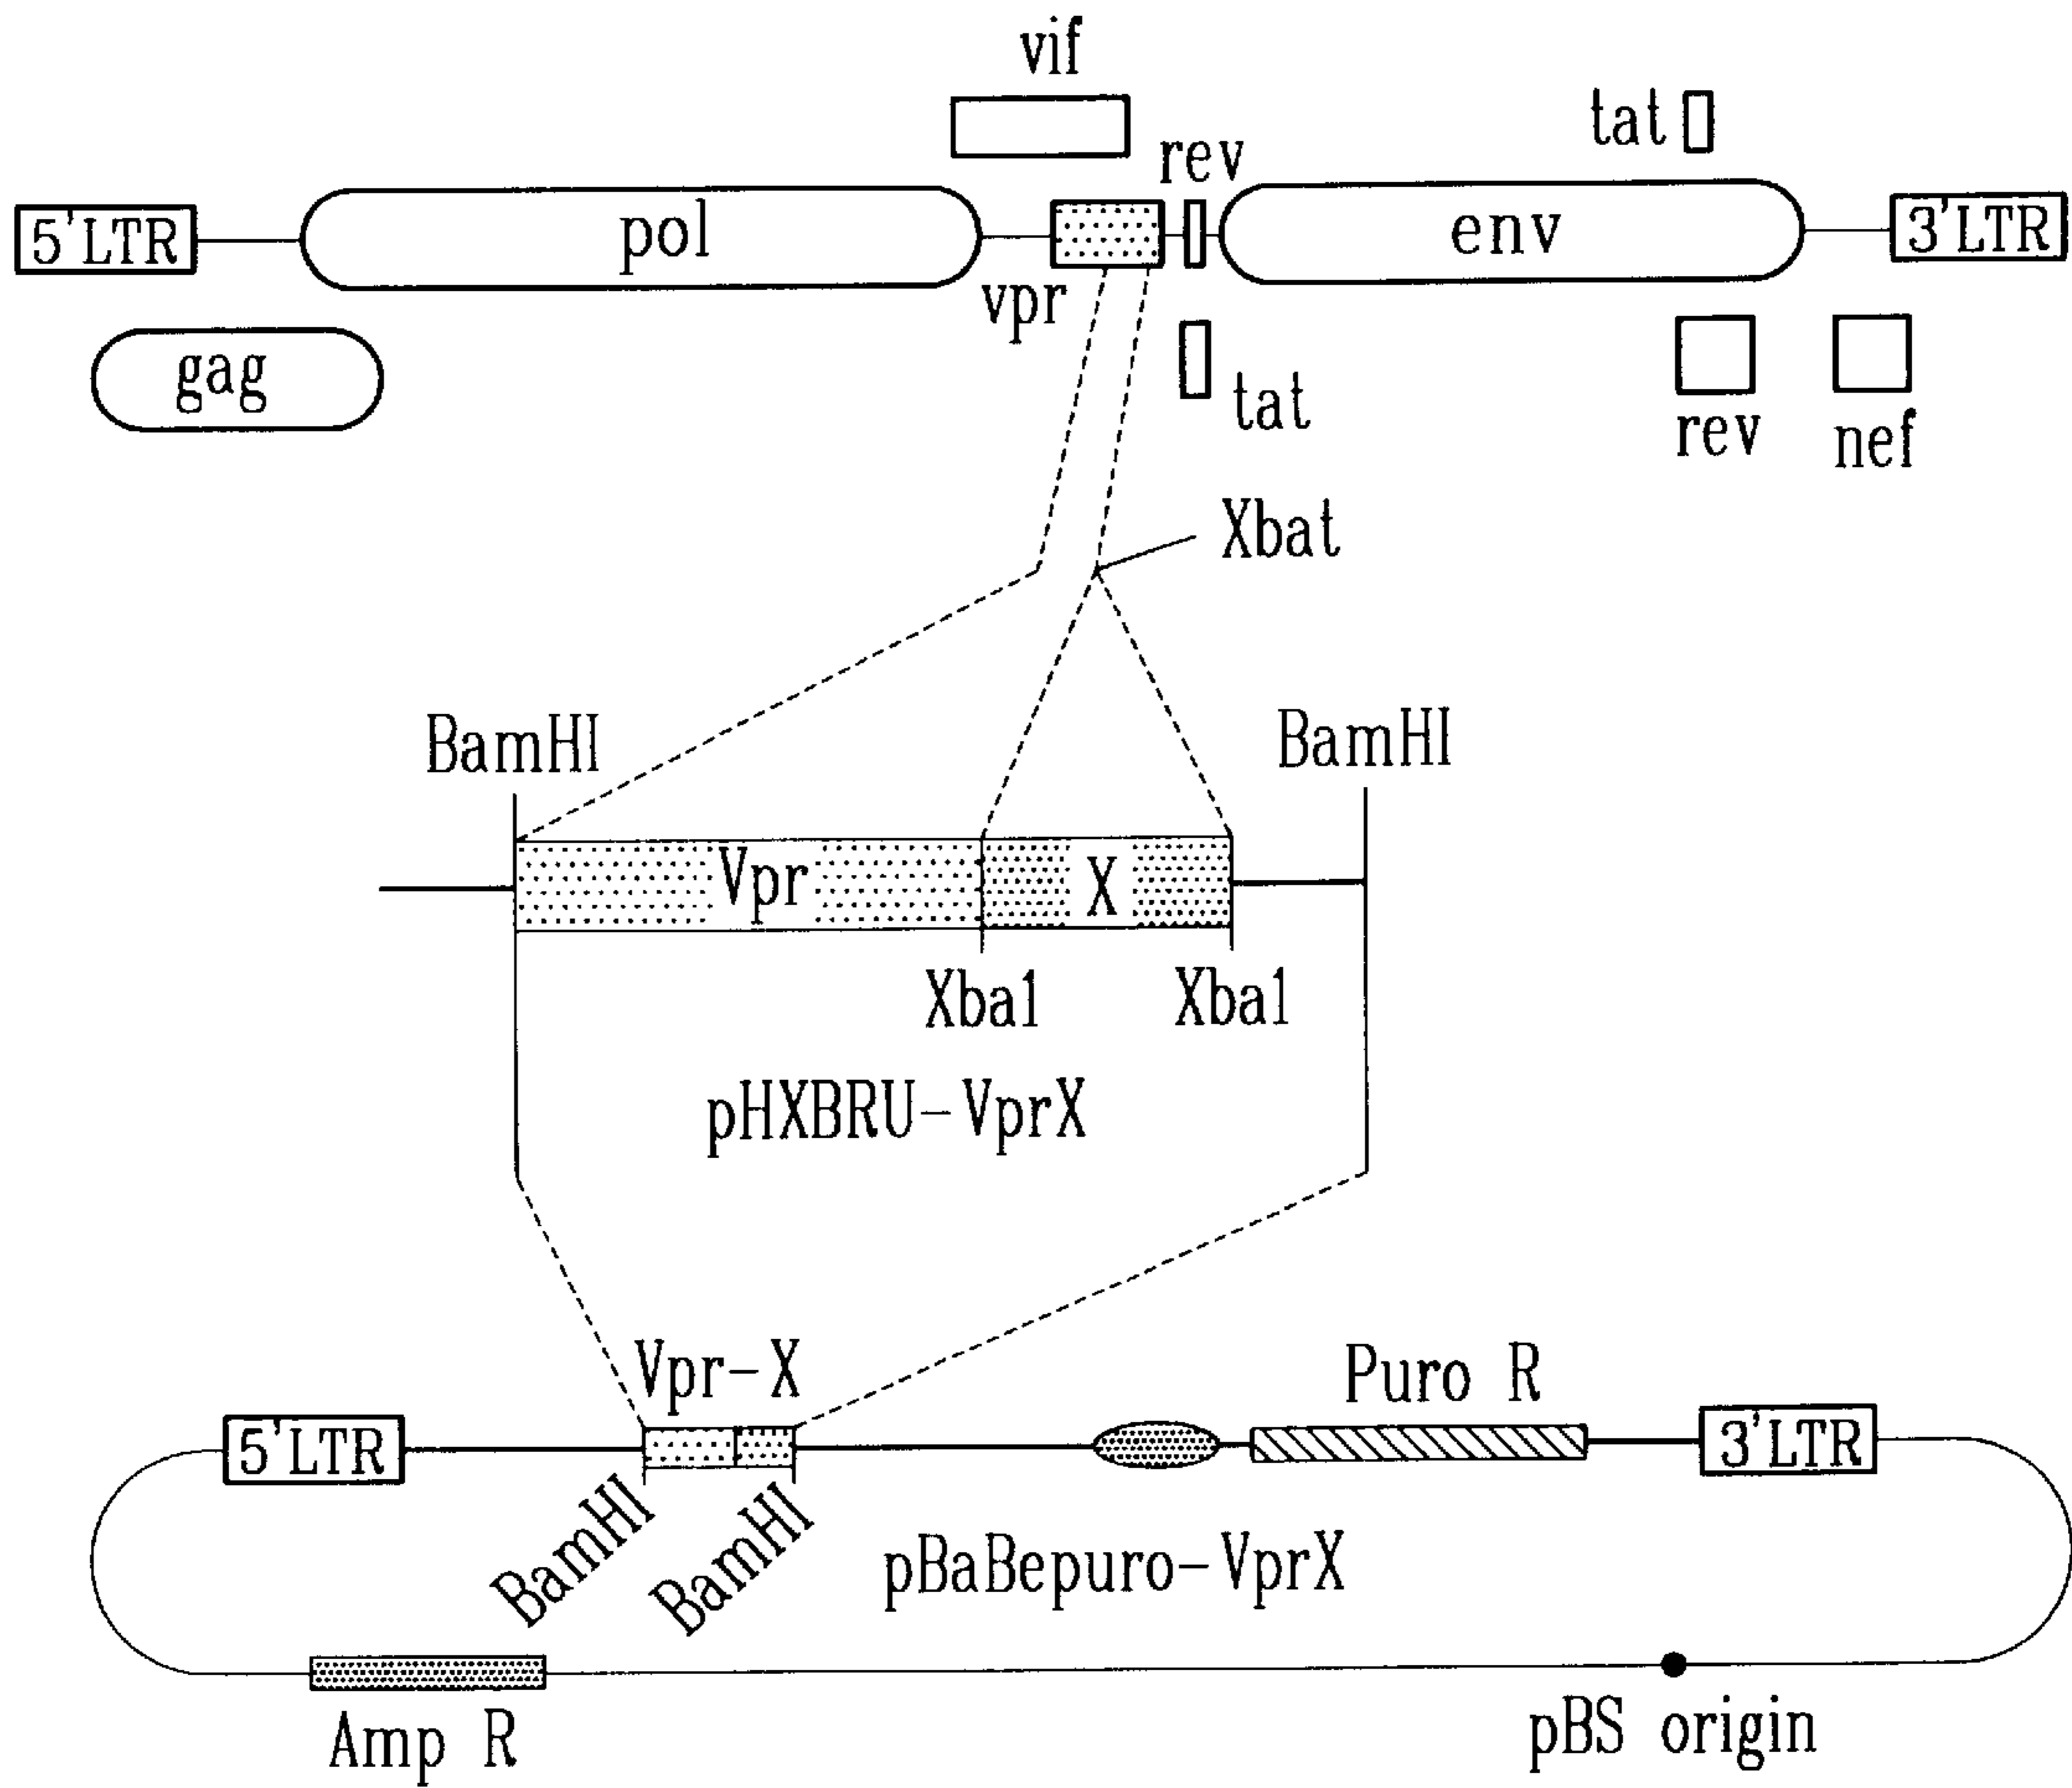 vif
tat
rev
5'LTR
pol
env
3'LTR
vpr
gag
tat
rev
nef
Xbat
BamHI
BamHI
Vpr
X
Xba1
Xba1
pHXBRU-VprX
Vpr-X
Puro R
5'LTR
3'LTR
BamHI
BamHI
pBaBepuro-VprX
Amp R
pBS origin